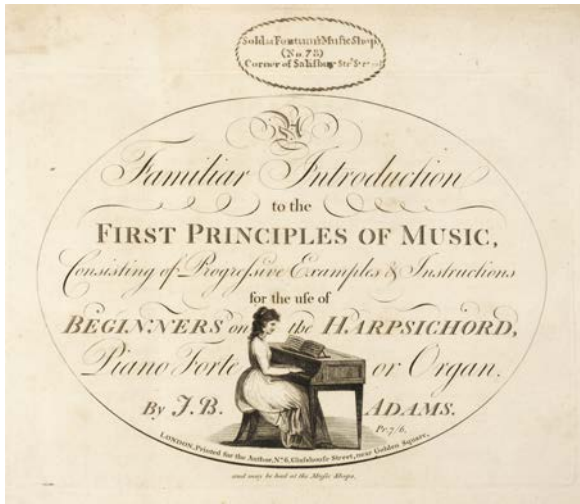 Sold at Fentum's Music Shop
(No. 78)
Corner of Salisbury Str.t
A
Familiar Introduction
to the
FIRST PRINCIPLES OF MUSIC,
Consisting of Progreſsive Examples & Instructions
for the uſe of
BEGINNERS on the HARPSICHORD,
Piano Forte or Organ.
By J.B. ADAMS.
Pr. 7/6.
LONDON, Printed for the Author, No. 6, Glashouse Street, near Golden Square,
and may be had at the Music Shops.